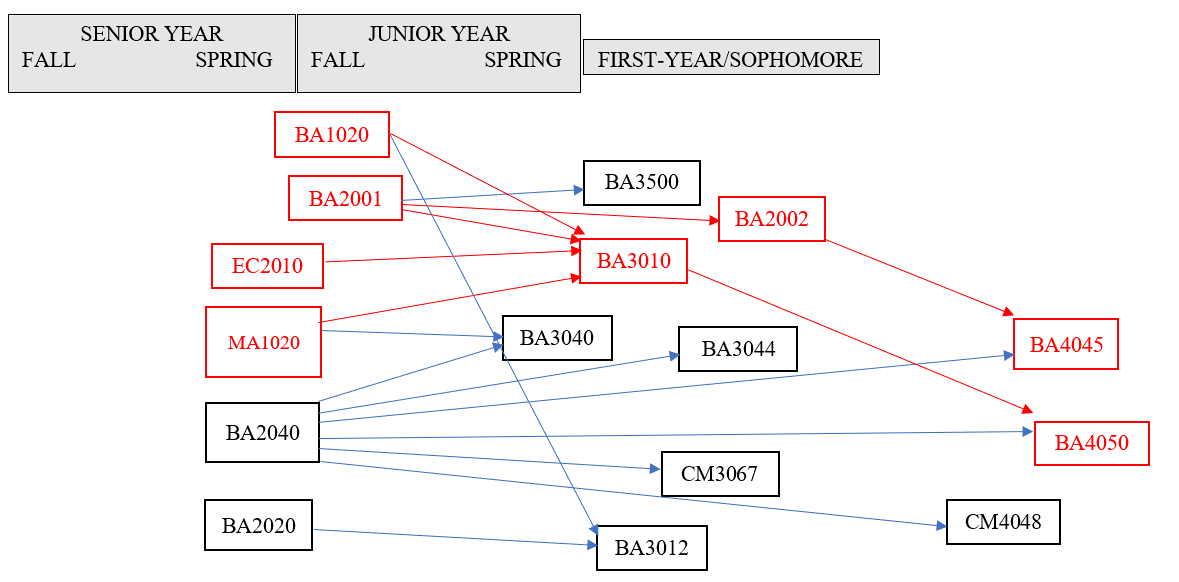 SENIOR YEAR
FALL SPRING
JUNIOR YEAR
FALL SPRING
FIRST-YEAR/SOPHOMORE
BA1020
BA3500
BA2001
BA2002
EC2010
BA3010
MA1020
BA3040
BA3044
BA4045
BA2040
BA4050
CM3067
BA2020
CM4048
BA3012